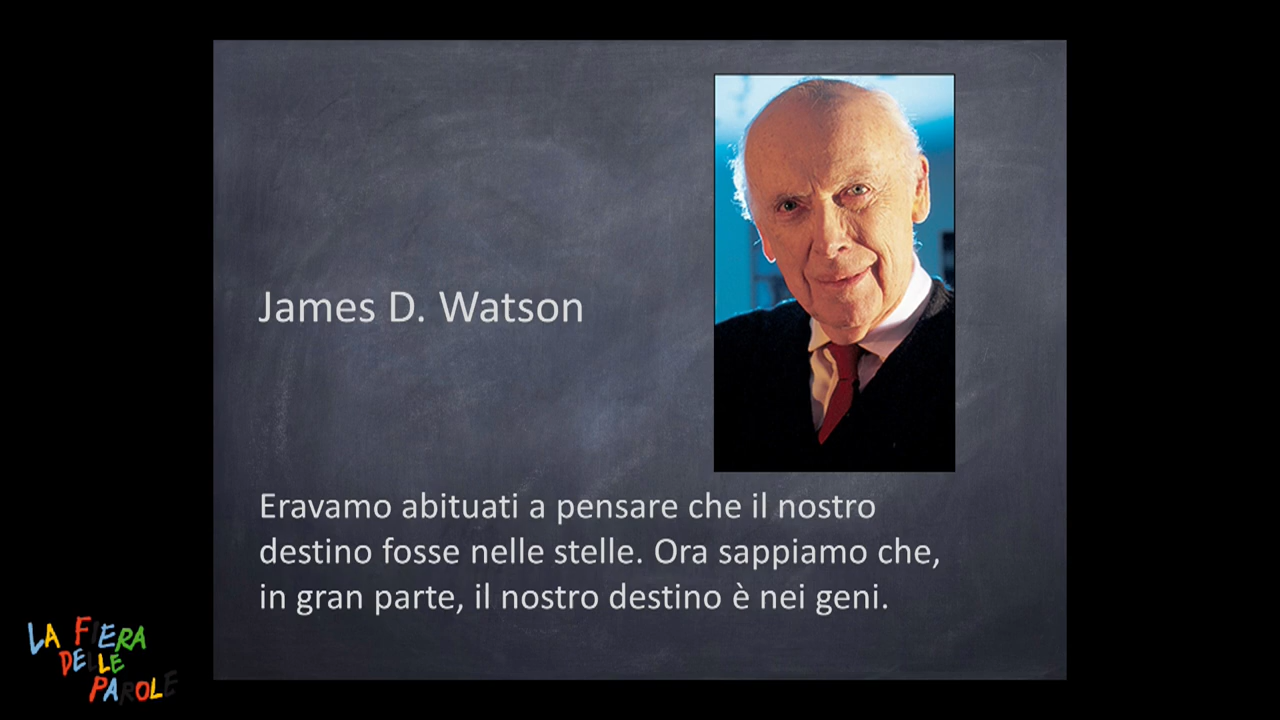 James D. Watson
Eravamo abituati a pensare che il nostro
destino fosse nelle stelle. Ora sappiamo che,
in gran parte, il nostro destino è nei geni.
LA FIERA
DELLE
PAROLE